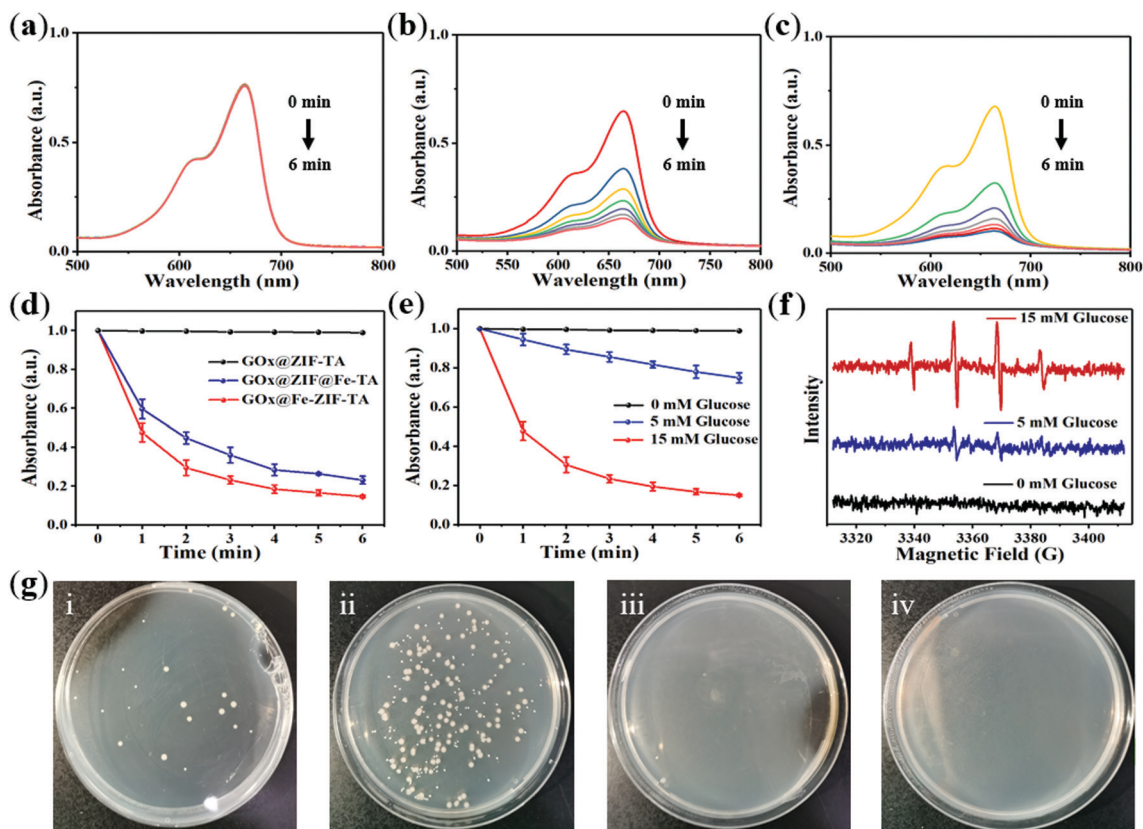 (a)
1.0
0.5
0.0
500
600
700
800
Absorbance (a.u.)
Wavelength (nm)
0 min
6 min
(b)
1.0
0.5
0.0
500
550
600
650
700
750
800
Absorbance (a.u.)
Wavelength (nm)
0 min
6 min
(c)
1.0
0.5
0.0
500
600
700
800
Absorbance (a.u.)
Wavelength (nm)
0 min
6 min
(d)
1.0
0.8
0.6
0.4
0.2
0.0
0 1 2 3 4 5 6
Absorbance (a.u.)
Time (min)
GOx@ZIF-TA
GOx@ZIF@Fe-TA
GOx@Fe-ZIF-TA
(e)
1.0
0.8
0.6
0.4
0.2
0.0
0 1 2 3 4 5 6
Absorbance (a.u.)
Time (min)
0 mM Glucose
5 mM Glucose
15 mM Glucose
(f)
15 mM Glucose
5 mM Glucose
0 mM Glucose
Intensity
3320 3340 3360 3380 3400
Magnetic Field (G)
(g)
i
ii
iii
iv